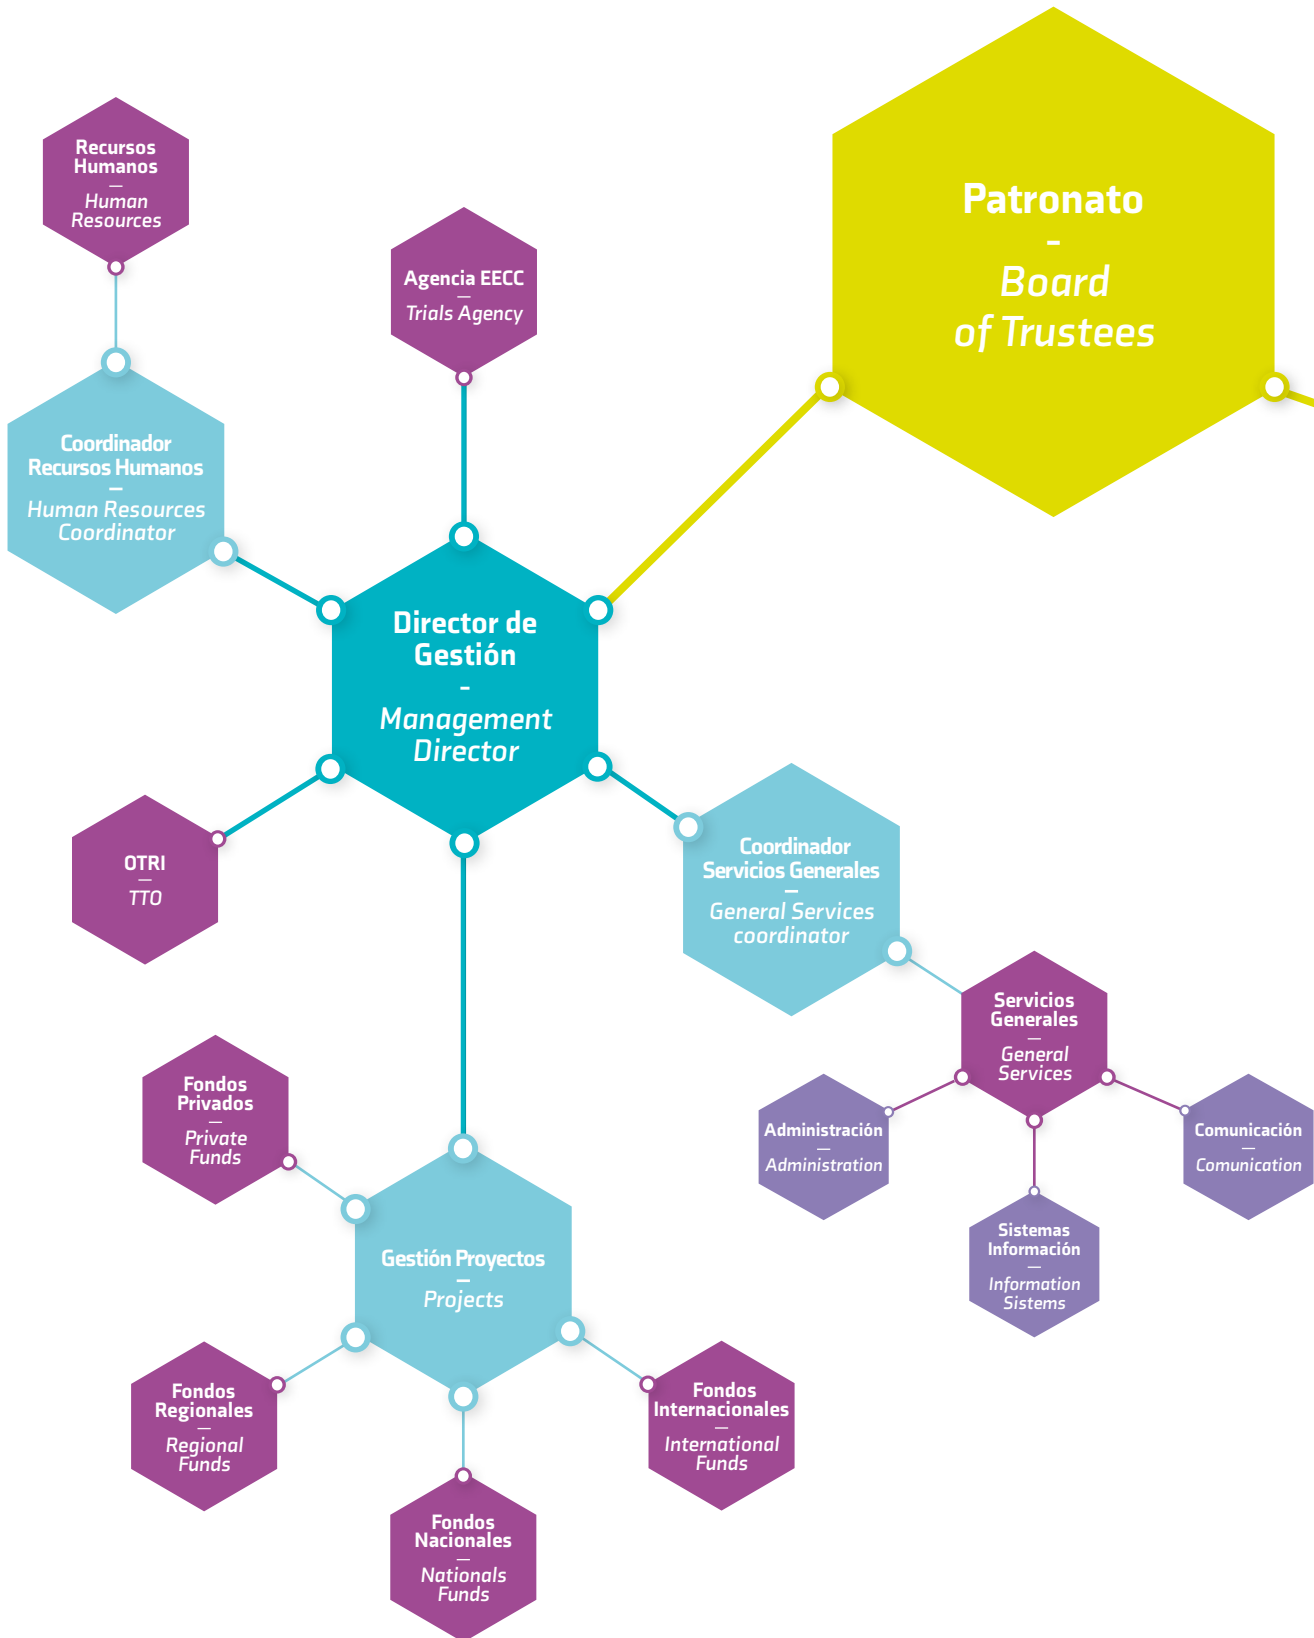 Recursos
Humanos
—
Human
Resources
Agencia EECC
—
Trials Agency
Patronato
-
Board
of Trustees
Coordinador
Recursos Humanos
—
Human Resources
Coordinator
Director de
Gestión
-
Management
Director
OTRI
—
TTO
Coordinador
Servicios Generales
—
General Services
coordinator
Servicios
Generales
—
General
Services
Administración
—
Administration
Sistemas
Información
—
Information
Sistems
Comunicación
—
Comunication
Fondos
Privados
—
Private
Funds
Gestión Proyectos
—
Projects
Fondos
Regionales
—
Regional
Funds
Fondos
Nacionales
—
Nationals
Funds
Fondos
Internacionales
—
International
Funds